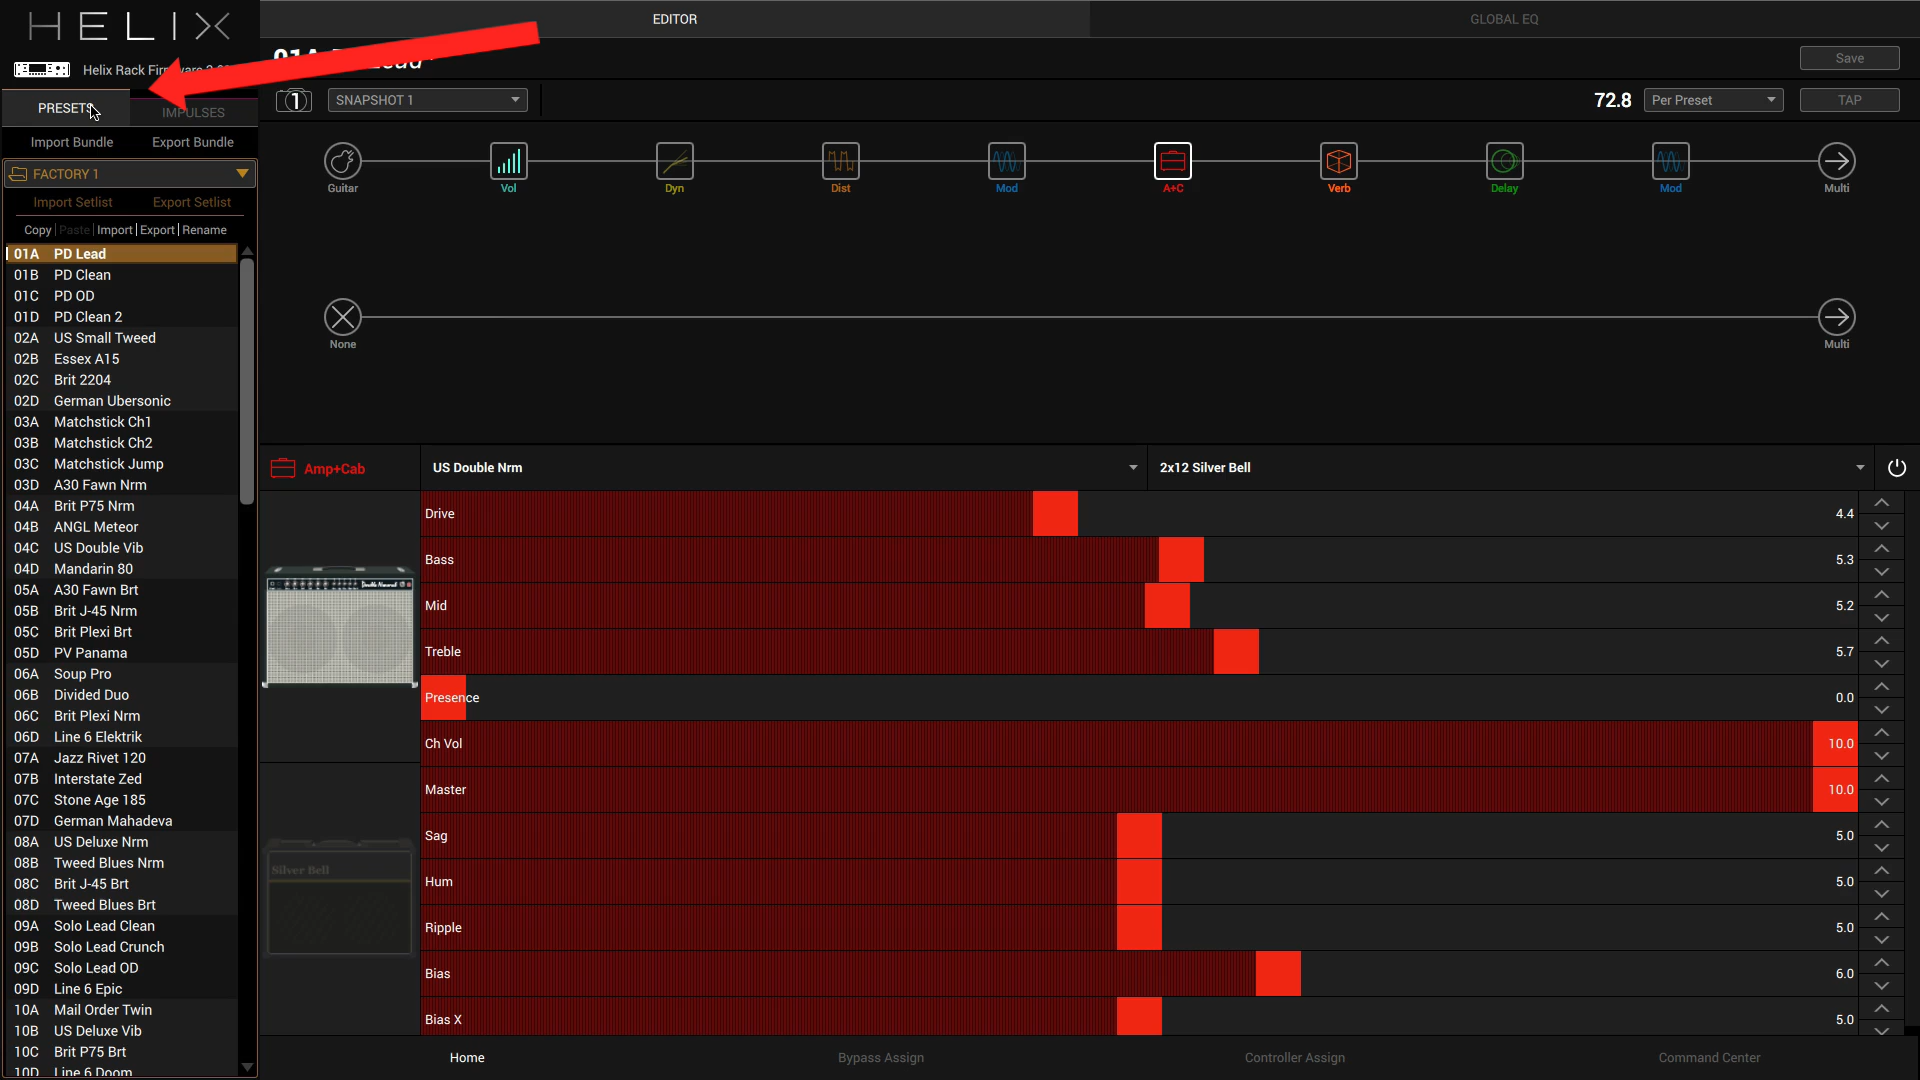 HELIX
EDITOR
GLOBAL EQ
Helix Rack
Save
PRESETS
IMPULSES
1
SNAPSHOT 1
72.8
Per Preset
TAP
Import Bundle
Export Bundle
FACTORY 1
Import Setlist
Export Setlist
Copy | Paste | Import | Export | Rename
Guitar
Vol
Dyn
Dist
Mod
A+C
Verb
Delay
Mod
Multi
None
Multi
01A PD Lead
01B PD Clean
01C PD OD
01D PD Clean 2
02A US Small Tweed
02B Essex A15
02C Brit 2204
02D German Ubersonic
03A Matchstick Ch1
03B Matchstick Ch2
03C Matchstick Jump
03D A30 Fawn Nrm
04A Brit P75 Nrm
04B ANGL Meteor
04C US Double Vib
04D Mandarin 80
05A A30 Fawn Brt
05B Brit J-45 Nrm
05C Brit Plexi Brt
05D PV Panama
06A Soup Pro
06B Divided Duo
06C Brit Plexi Nrm
06D Line 6 Elektrik
07A Jazz Rivet 120
07B Interstate Zed
07C Stone Age 185
07D German Mahadeva
08A US Deluxe Nrm
08B Tweed Blues Nrm
08C Brit J-45 Brt
08D Tweed Blues Brt
09A Solo Lead Clean
09B Solo Lead Crunch
09C Solo Lead OD
09D Line 6 Epic
10A Mail Order Twin
10B US Deluxe Vib
10C Brit P75 Brt
10D Line 6 Doom
Amp+Cab
US Double Nrm
2x12 Silver Bell
Drive 4.4
Bass 5.3
Mid 5.2
Treble 5.7
Presence 0.0
Ch Vol 10.0
Master 10.0
Sag 5.0
Hum 5.0
Ripple 5.0
Bias 6.0
Bias X 5.0
Silver Bell
Home
Bypass Assign
Controller Assign
Command Center